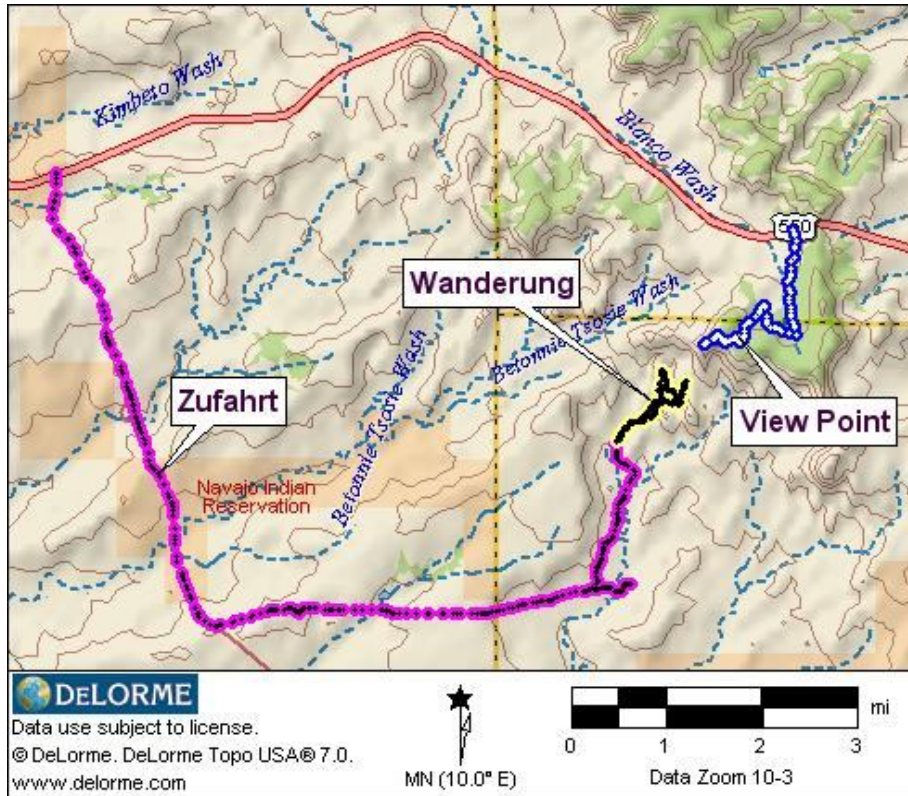 Kimbeto Wash
Blanco Wash
550
Wanderung
Betonnie Tsosie Wash
Zufahrt
View Point
Betonnie Tsosie Wash
Navajo Indian
Reservation
DELORME
Data use subject to license.
© DeLorme. DeLorme Topo USA® 7.0.
www.delorme.com
MN (10.0° E)
mi
0 1 2 3
Data Zoom 10-3